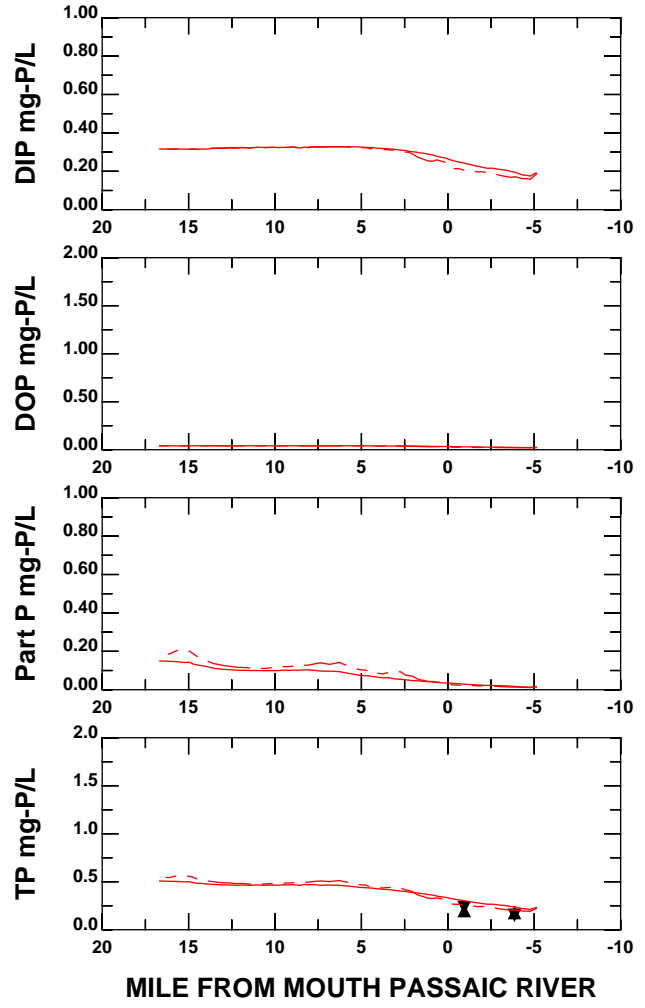 1.00
0.80
0.60
0.40
0.20
0.00
DIP mg-P/L
20 15 10 5 0 -5 -10
2.00
1.50
1.00
0.50
0.00
DOP mg-P/L
20 15 10 5 0 -5 -10
1.00
0.80
0.60
0.40
0.20
0.00
Part P mg-P/L
20 15 10 5 0 -5 -10
2.0
1.5
1.0
0.5
0.0
TP mg-P/L
20 15 10 5 0 -5 -10
MILE FROM MOUTH PASSAIC RIVER